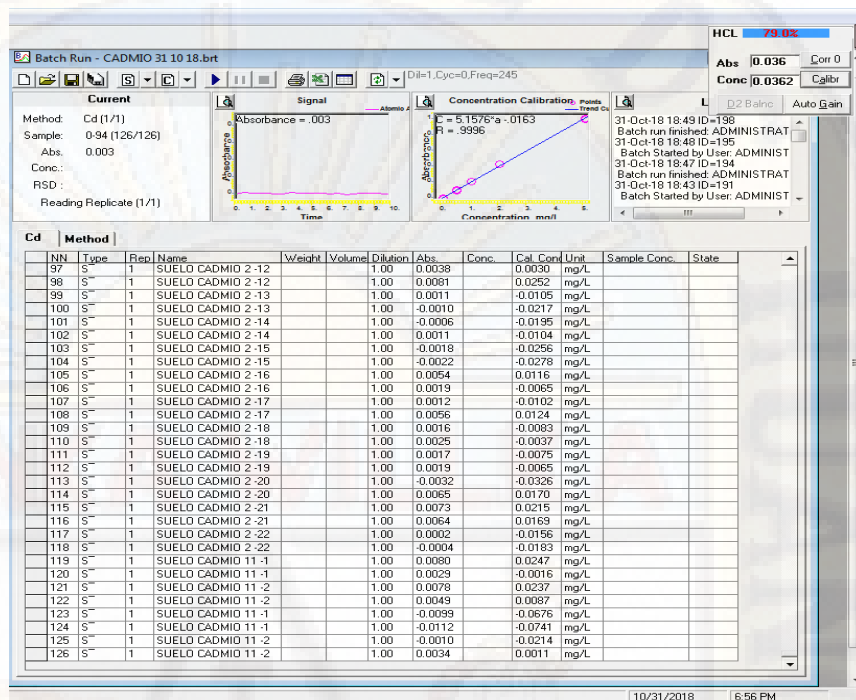 HCL 79.0%
Abs 0.036 Corr 0
Conc 0.0362 Calibr
D2 Balnc Auto Gain
Batch Run - CADMIO 31 10 18.brt
S C Dil=1,Cyc=0,Freq=245
Current
Method: Cd (1/1)
Sample: 0-94 (126/126)
Abs. 0.003
Conc.:
RSD :
Reading Replicate (1/1)
Signal
Atomic A
Absorbance = .003
Absorbance
0. 1. 2. 3. 4. 5. 6. 7. 8. 9. 10.
Time
Concentration Calibration
Points
Trend Cu
C = 5.1576*a -.0163
R = .9996
Absorbance
0. 1. 2. 3. 4. 5.
Concentration, mg/l
L
31-Oct-18 18:49 ID=198
Batch run finished: ADMINISTRAT
31-Oct-18 18:48 ID=195
Batch Started by User: ADMINIST
31-Oct-18 18:47 ID=194
Batch run finished: ADMINISTRAT
31-Oct-18 18:43 ID=191
Batch Started by User: ADMINIST
Cd Method
NN Type Rep Name Weight Volume Dilution Abs. Conc. Cal. Conc Unit Sample Conc. State
97 S 1 SUELO CADMIO 2 -12 1.00 0.0038 0.0030 mg/L
98 S 1 SUELO CADMIO 2 -12 1.00 0.0081 0.0252 mg/L
99 S 1 SUELO CADMIO 2 -13 1.00 0.0011 -0.0105 mg/L
100 S 1 SUELO CADMIO 2 -13 1.00 -0.0010 -0.0217 mg/L
101 S 1 SUELO CADMIO 2 -14 1.00 -0.0006 -0.0195 mg/L
102 S 1 SUELO CADMIO 2 -14 1.00 0.0011 -0.0104 mg/L
103 S 1 SUELO CADMIO 2 -15 1.00 -0.0018 -0.0256 mg/L
104 S 1 SUELO CADMIO 2 -15 1.00 -0.0022 -0.0278 mg/L
105 S 1 SUELO CADMIO 2 -16 1.00 0.0054 0.0116 mg/L
106 S 1 SUELO CADMIO 2 -16 1.00 0.0019 -0.0065 mg/L
107 S 1 SUELO CADMIO 2 -17 1.00 0.0012 -0.0102 mg/L
108 S 1 SUELO CADMIO 2 -17 1.00 0.0056 0.0124 mg/L
109 S 1 SUELO CADMIO 2 -18 1.00 0.0016 -0.0083 mg/L
110 S 1 SUELO CADMIO 2 -18 1.00 0.0025 -0.0037 mg/L
111 S 1 SUELO CADMIO 2 -19 1.00 0.0017 -0.0075 mg/L
112 S 1 SUELO CADMIO 2 -19 1.00 0.0019 -0.0065 mg/L
113 S 1 SUELO CADMIO 2 -20 1.00 -0.0032 -0.0326 mg/L
114 S 1 SUELO CADMIO 2 -20 1.00 0.0065 0.0170 mg/L
115 S 1 SUELO CADMIO 2 -21 1.00 0.0073 0.0215 mg/L
116 S 1 SUELO CADMIO 2 -21 1.00 0.0064 0.0169 mg/L
117 S 1 SUELO CADMIO 2 -22 1.00 0.0002 -0.0156 mg/L
118 S 1 SUELO CADMIO 2 -22 1.00 -0.0004 -0.0183 mg/L
119 S 1 SUELO CADMIO 11 -1 1.00 0.0080 0.0247 mg/L
120 S 1 SUELO CADMIO 11 -1 1.00 0.0029 -0.0016 mg/L
121 S 1 SUELO CADMIO 11 -2 1.00 0.0078 0.0237 mg/L
122 S 1 SUELO CADMIO 11 -2 1.00 0.0049 0.0087 mg/L
123 S 1 SUELO CADMIO 11 -1 1.00 -0.0099 -0.0676 mg/L
124 S 1 SUELO CADMIO 11 -1 1.00 -0.0112 -0.0741 mg/L
125 S 1 SUELO CADMIO 11 -2 1.00 -0.0010 -0.0214 mg/L
126 S 1 SUELO CADMIO 11 -2 1.00 0.0034 0.0011 mg/L
10/31/2018 6:56 PM